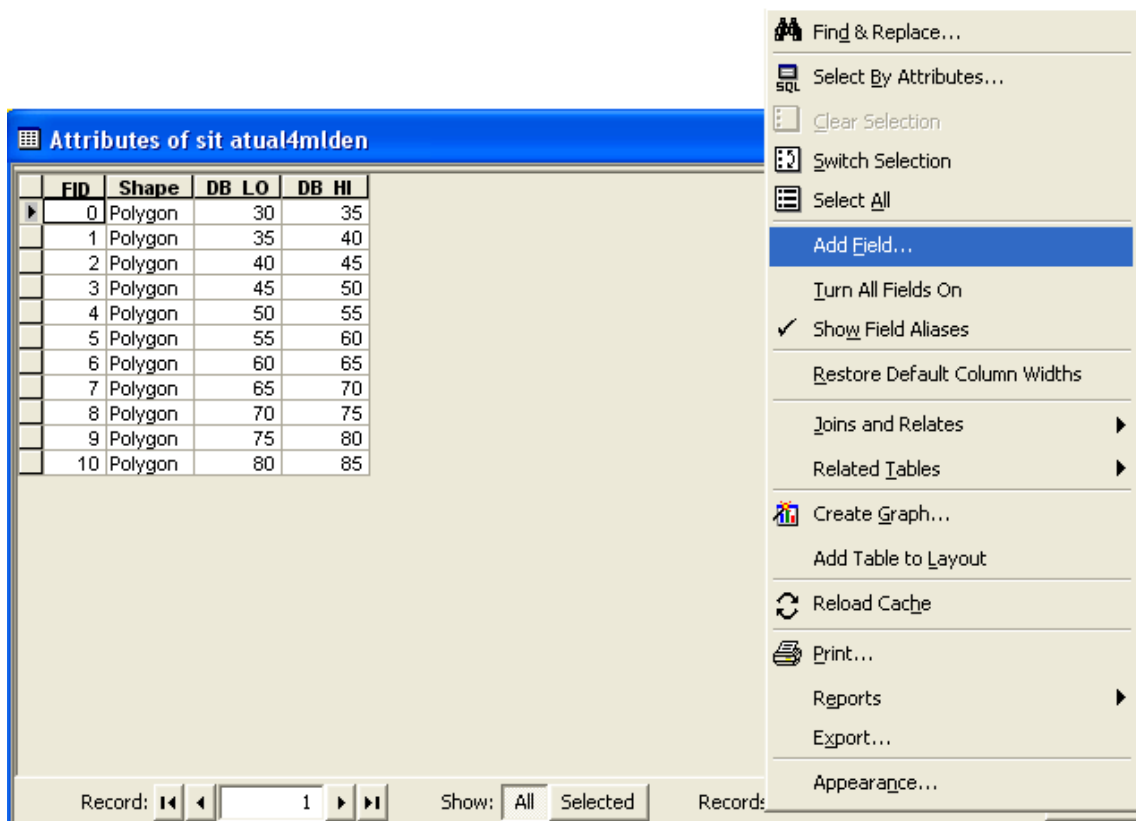 Attributes of sit atual4mlden
FID Shape DB_LO DB_HI
0 Polygon 30 35
1 Polygon 35 40
2 Polygon 40 45
3 Polygon 45 50
4 Polygon 50 55
5 Polygon 55 60
6 Polygon 60 65
7 Polygon 65 70
8 Polygon 70 75
9 Polygon 75 80
10 Polygon 80 85
Record: 1 Show: All Selected Records
Find & Replace...
SQL Select By Attributes...
Clear Selection
Switch Selection
Select All
Add Field...
Turn All Fields On
Show Field Aliases
Restore Default Column Widths
Joins and Relates
Related Tables
Create Graph...
Add Table to Layout
Reload Cache
Print...
Reports
Export...
Appearance...